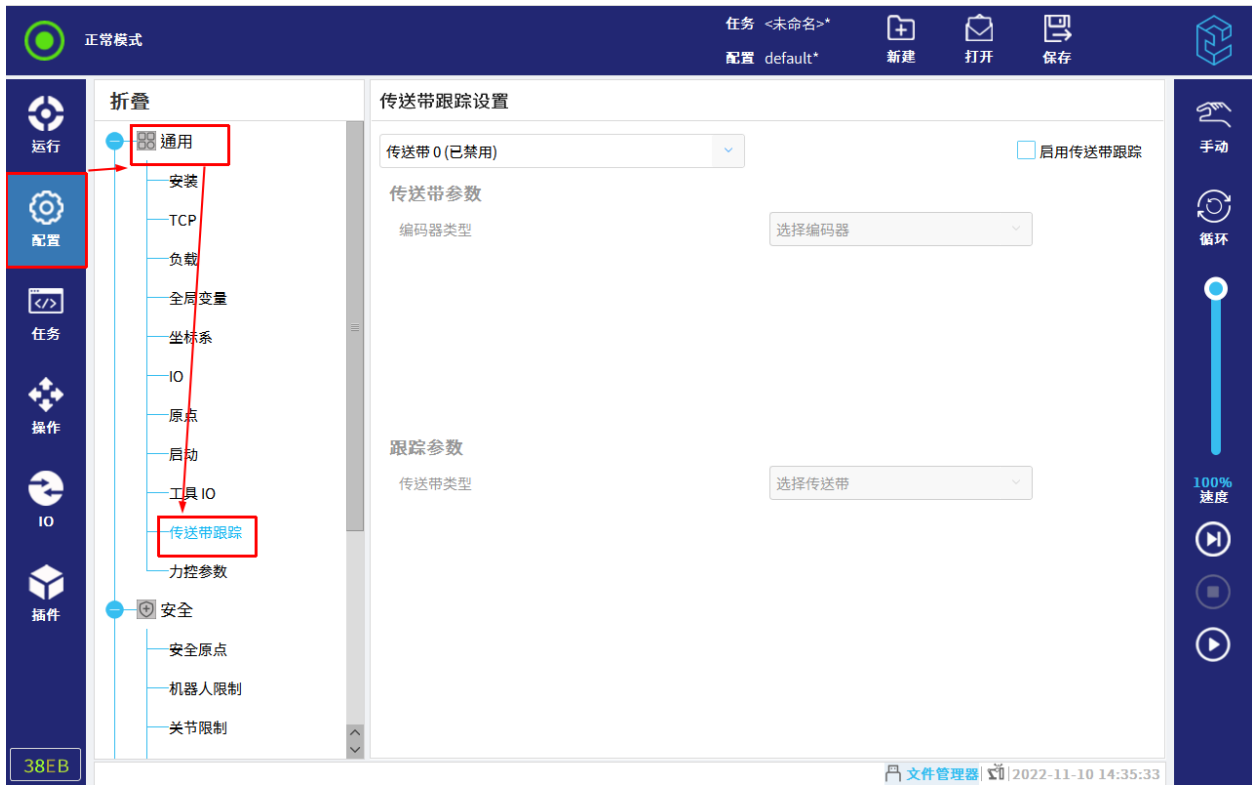 正常模式
任务 <未命名>*
配置 default*
新建
打开
保存
运行
配置
任务
操作
IO
插件
38EB
折叠
通用
安装
TCP
负载
全局变量
坐标系
IO
原点
启动
工具 IO
传送带跟踪
力控参数
安全
安全原点
机器人限制
关节限制
传送带跟踪设置
传送带 0 (已禁用)
启用传送带跟踪
传送带参数
编码器类型
选择编码器
跟踪参数
传送带类型
选择传送带
手动
循环
100%
速度
文件管理器
2022-11-10 14:35:33